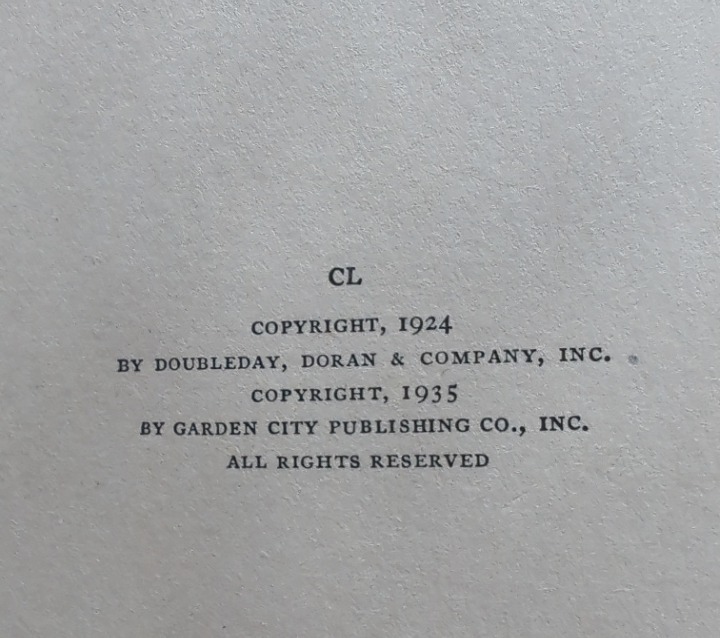 CL
COPYRIGHT, 1924
BY DOUBLEDAY, DORAN & COMPANY, INC.
COPYRIGHT, 1935
BY GARDEN CITY PUBLISHING CO., INC.
ALL RIGHTS RESERVED